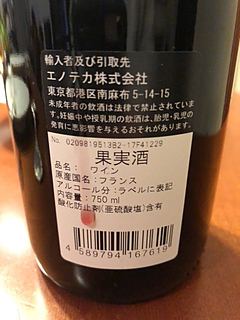 輸入者及び引取先
エノテカ株式会社
東京都港区南麻布5-14-15
未成年者の飲酒は法律で禁止されていま
す。妊娠中や授乳期の飲酒は、胎児・乳児の
発育に悪影響を与えるおそれがあります。
No. 0209819513B2-17F41229
果実酒
品名: ワイン
原産国名:フランス
アルコール分:ラベルに表記
内容量:750 ml
酸化防止剤(亜硫酸塩)含有
4 589794 167619